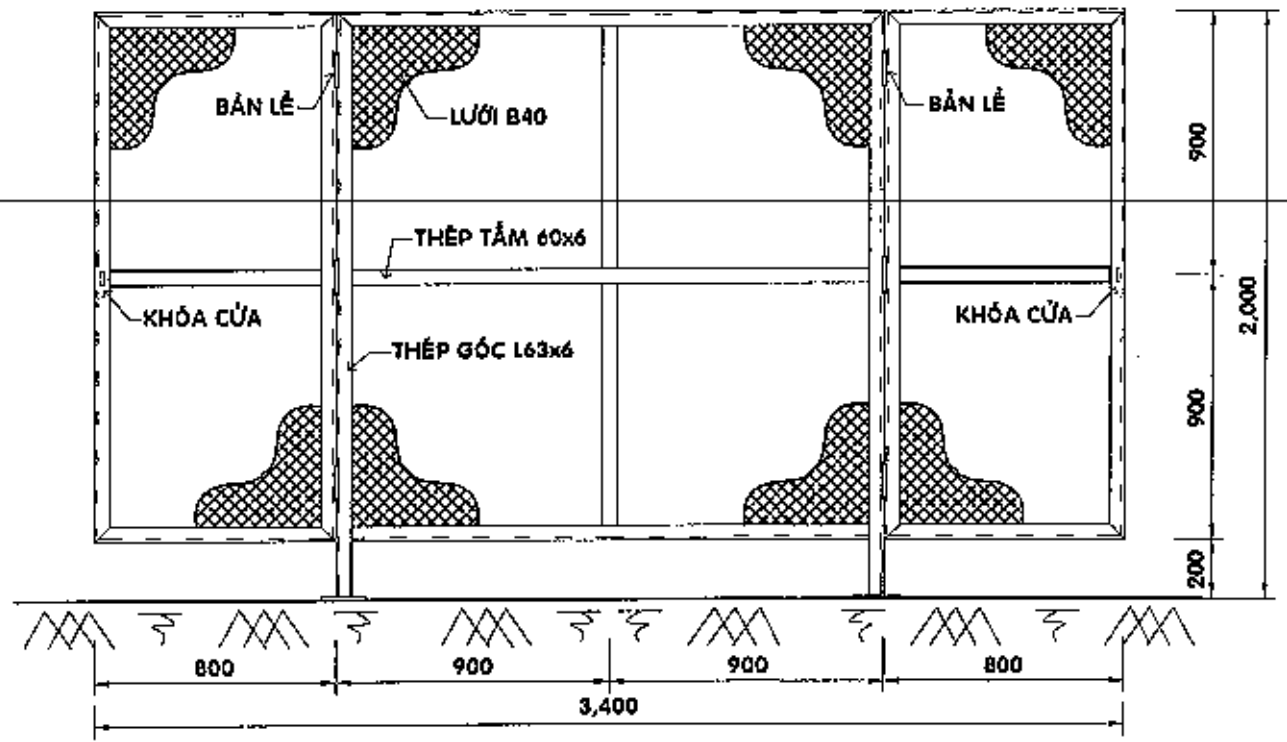 BẢN LỀ
LƯỚI B40
BẢN LỀ
900
THÉP TẤM 60x6
KHÓA CỬA
KHÓA CỬA
2,000
THÉP GÓC L63x6
900
200
800
900
900
800
3,400